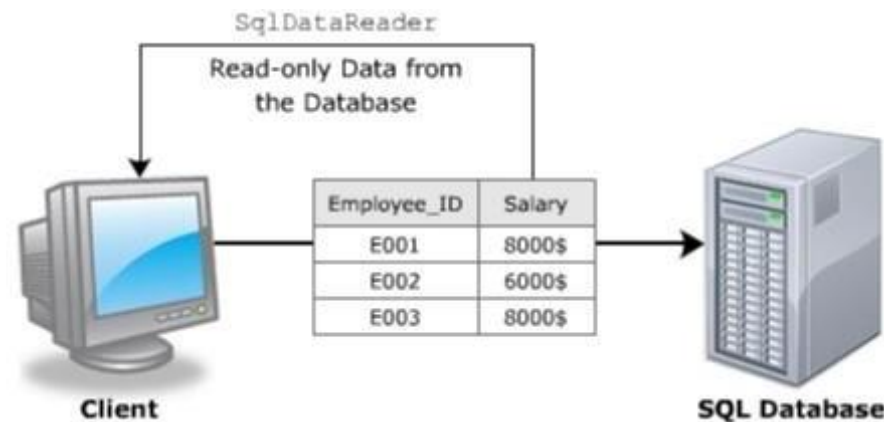 SqlDataReader
Read-only Data from
the Database
Employee_ID Salary
E001 8000$
E002 6000$
E003 8000$
Client
SQL Database